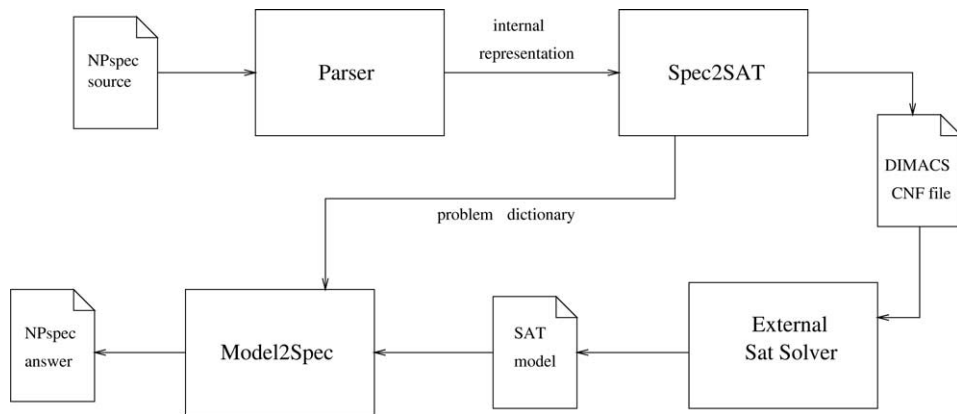 NPspec
source
Parser
internal
representation
Spec2SAT
DIMACS
CNF file
problem dictionary
NPspec
answer
Model2Spec
SAT
model
External
Sat Solver